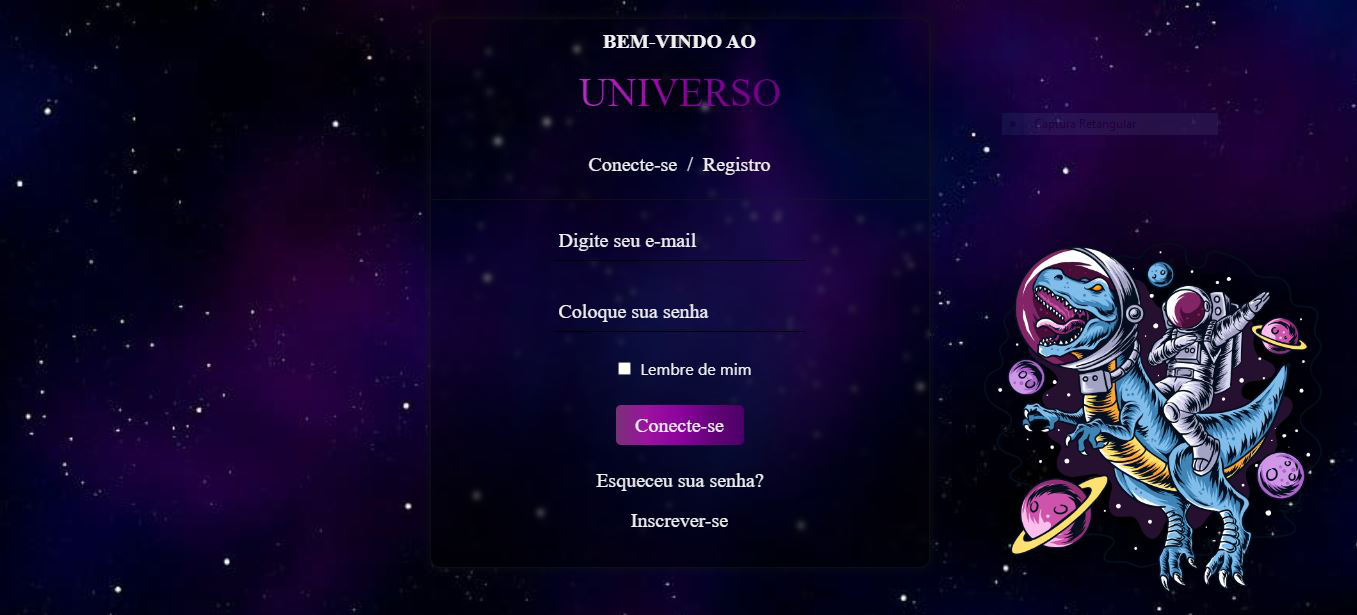 BEM-VINDO AO
UNIVERSO
Captura Retangular
Conecte-se / Registro
Digite seu e-mail
Coloque sua senha
Lembre de mim
Conecte-se
Esqueceu sua senha?
Inscrever-se